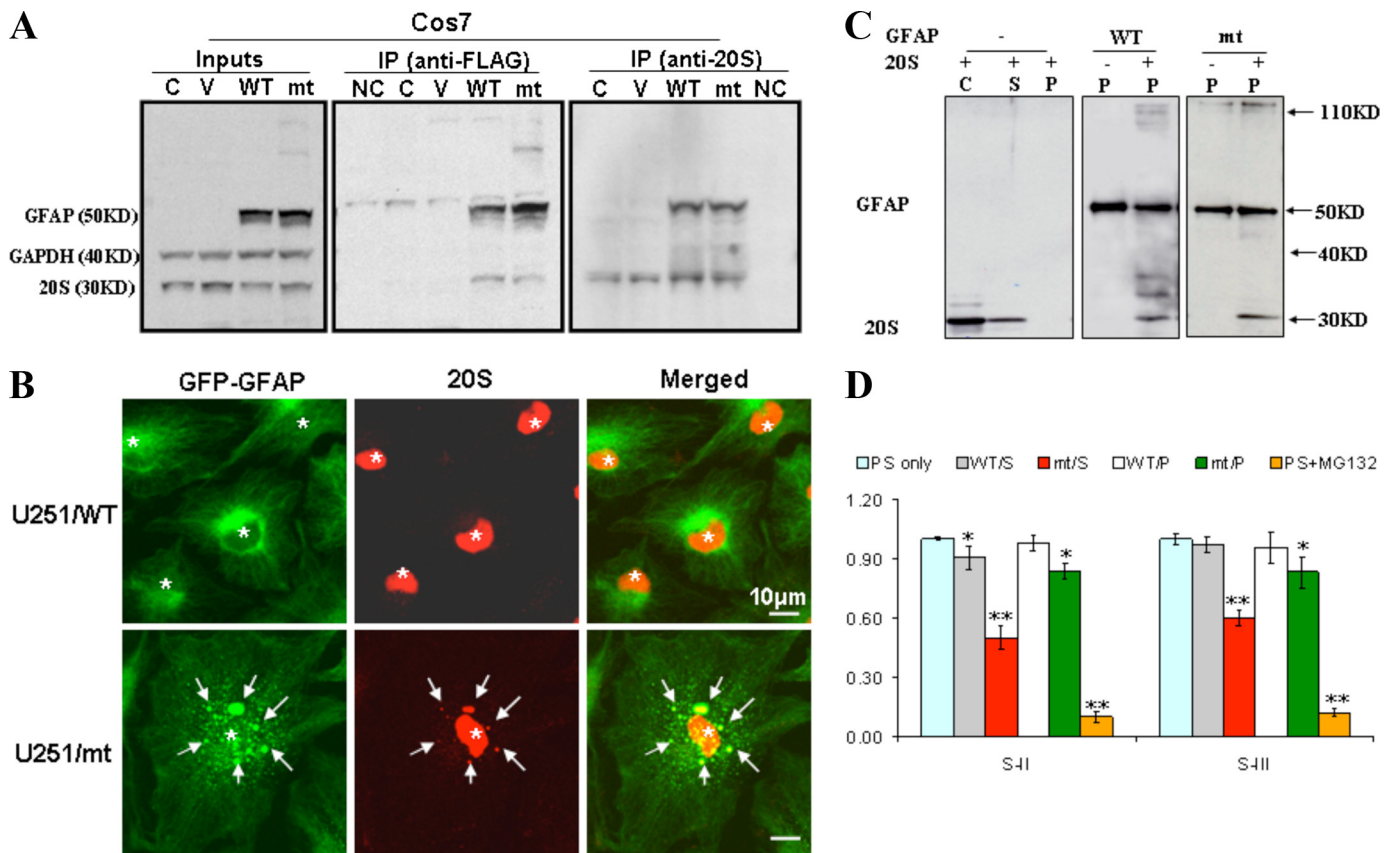 A
Cos7
Inputs
IP (anti-FLAG)
IP (anti-20S)
C V WT mt
NC C V WT mt
C V WT mt NC
GFAP (50KD)
GAPDH (40KD)
20S (30KD)
B
GFP-GFAP 20S Merged
U251/WT
* * * *
* * * *
* * * *
10µm
U251/mt
* * *
C
GFAP - WT mt
20S + + + - + - +
C S P P P P P
GFAP
20S
110KD
50KD
40KD
30KD
D
PS only WT/S mt/S WT/P mt/P PS+MG132
1.20
0.90
0.60
0.30
0.00
* ** * **
** * **
S-II S-III